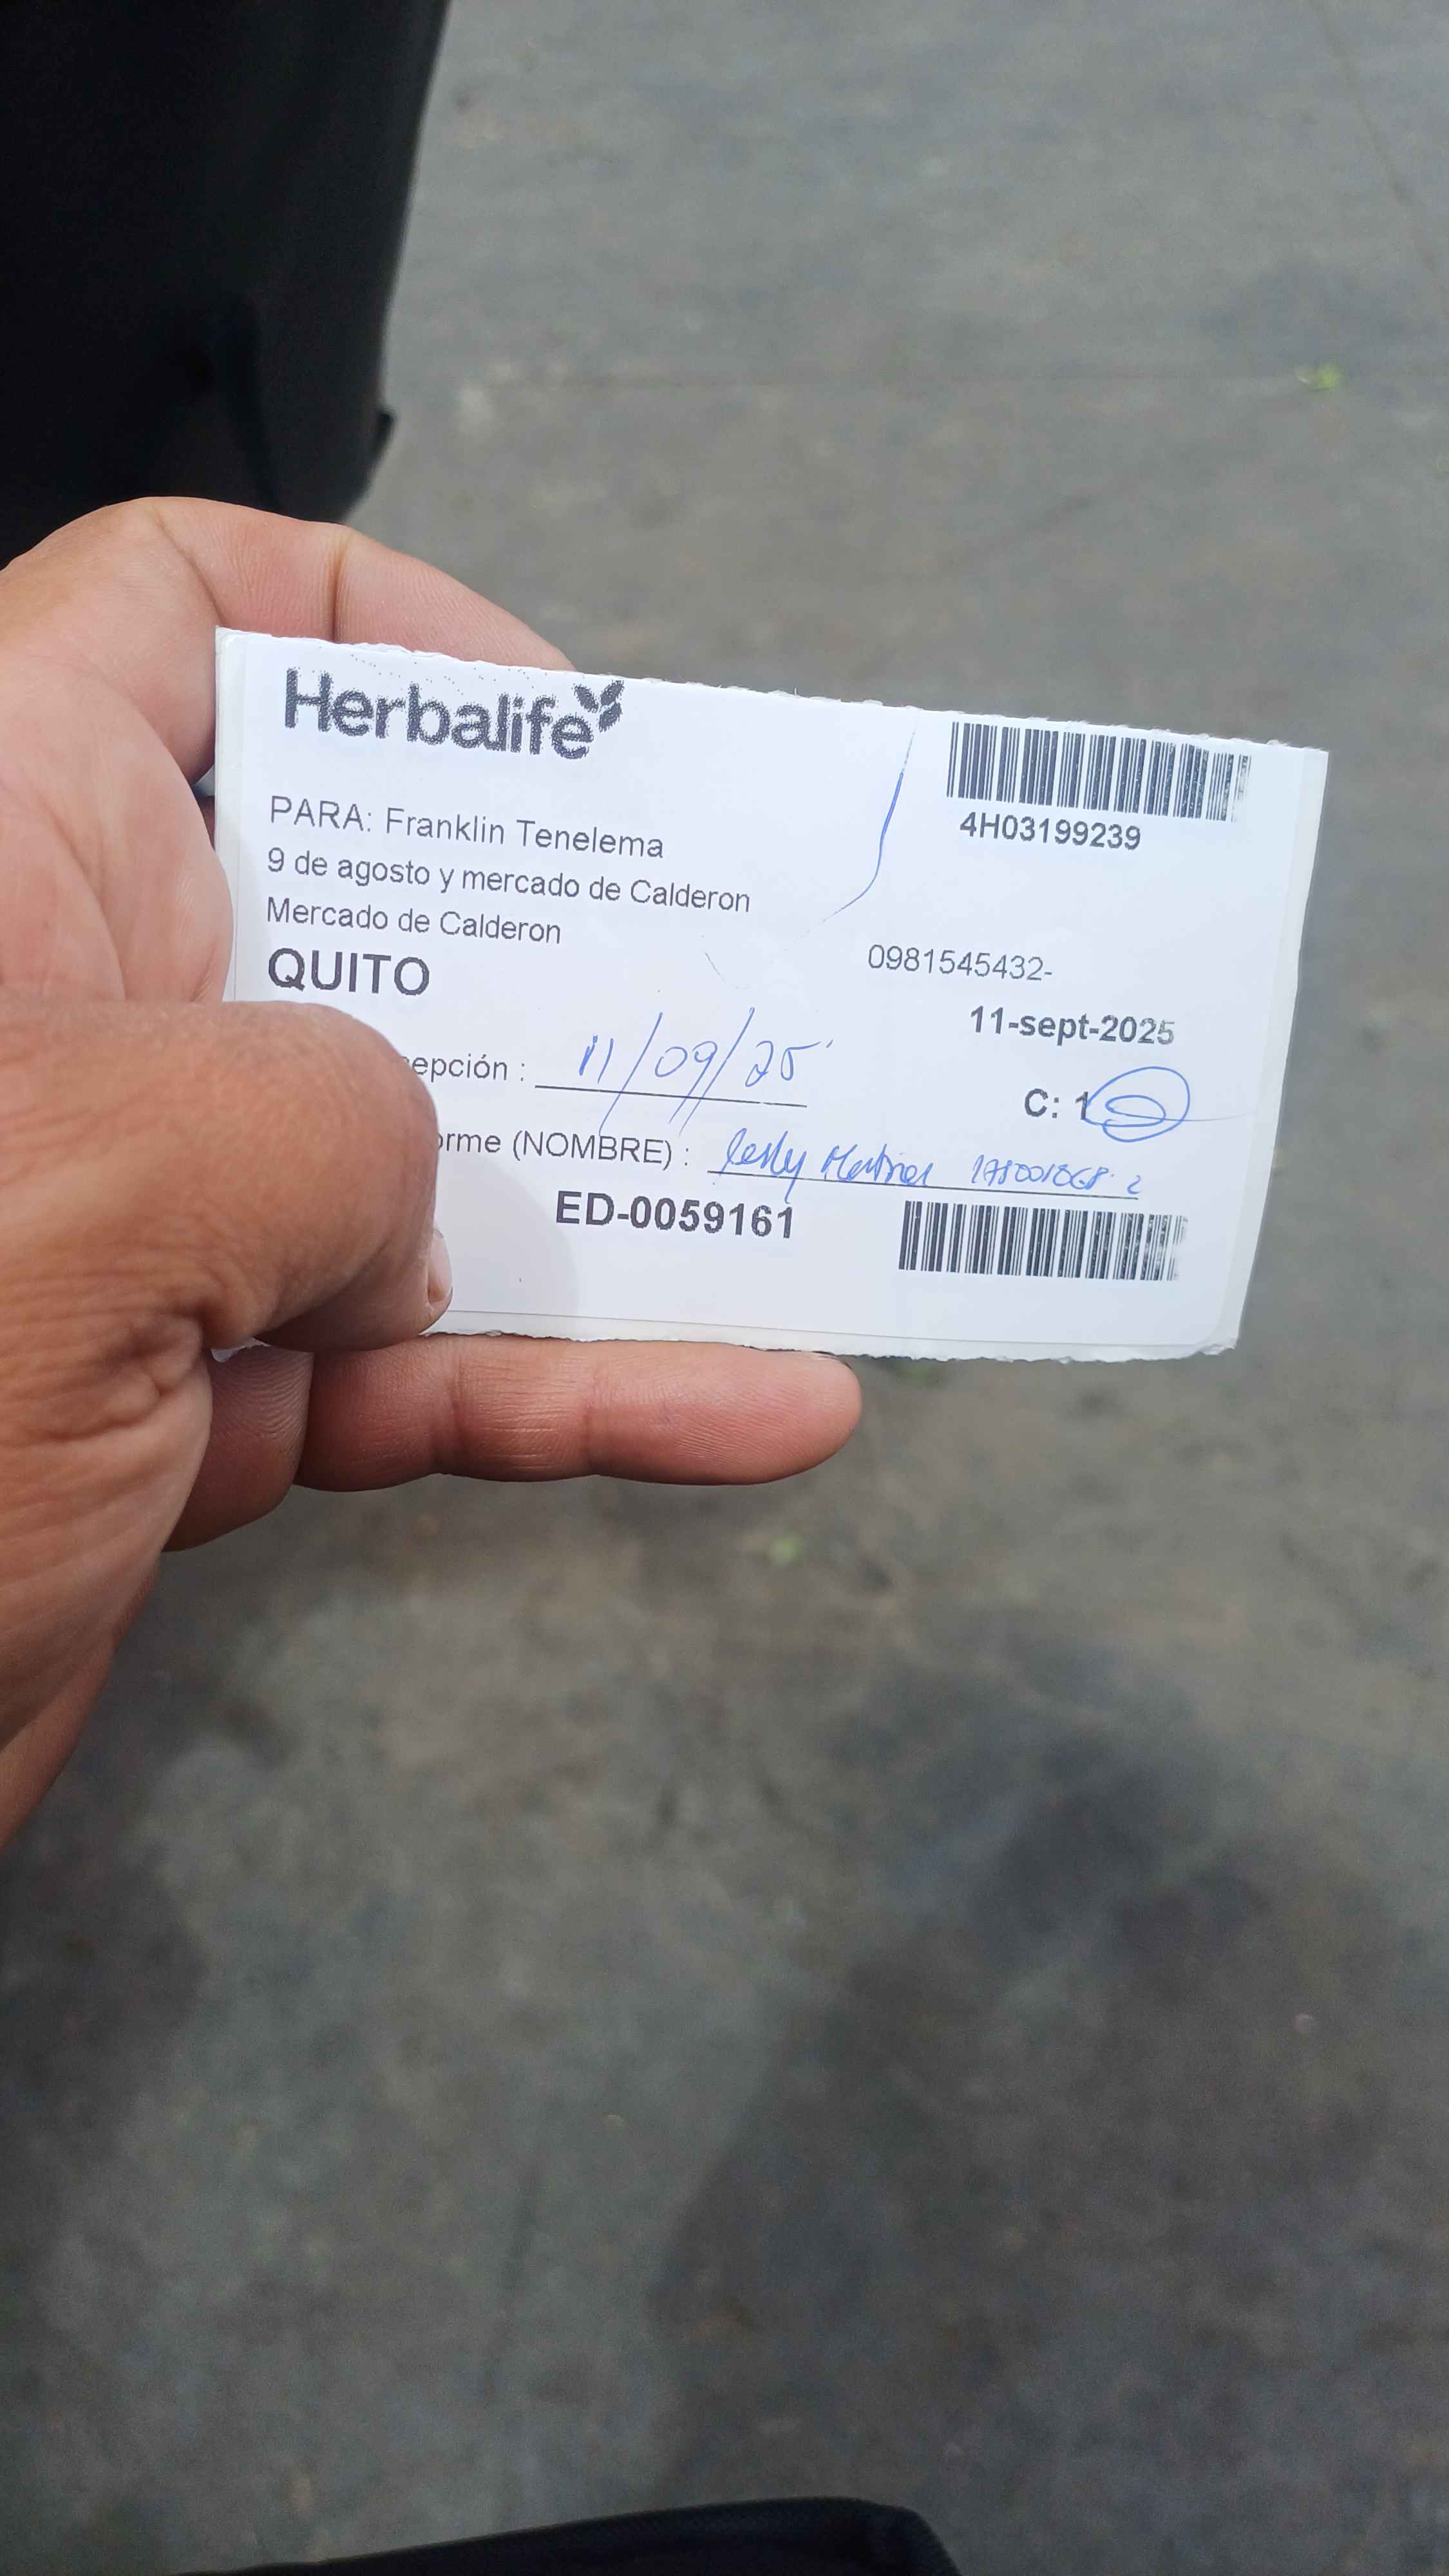 Herbalife
4H03199239
PARA: Franklin Tenelema
9 de agosto y mercado de Calderon
Mercado de Calderon
0981545432-
QUITO
11-sept-2025
epción : 11/09/25
C: 1
orme (NOMBRE) :
ED-0059161